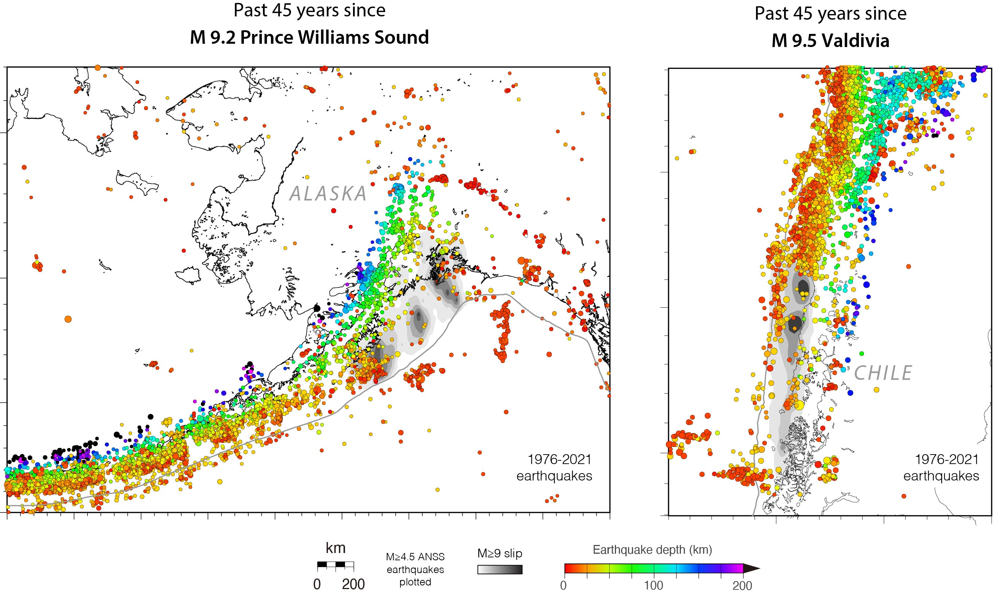 Past 45 years since
M 9.2 Prince Williams Sound
Past 45 years since
M 9.5 Valdivia
ALASKA
1976-2021
earthquakes
CHILE
1976-2021
earthquakes
km
0 200
M≥4.5 ANSS
earthquakes
plotted
M≥9 slip
Earthquake depth (km)
0 100 200